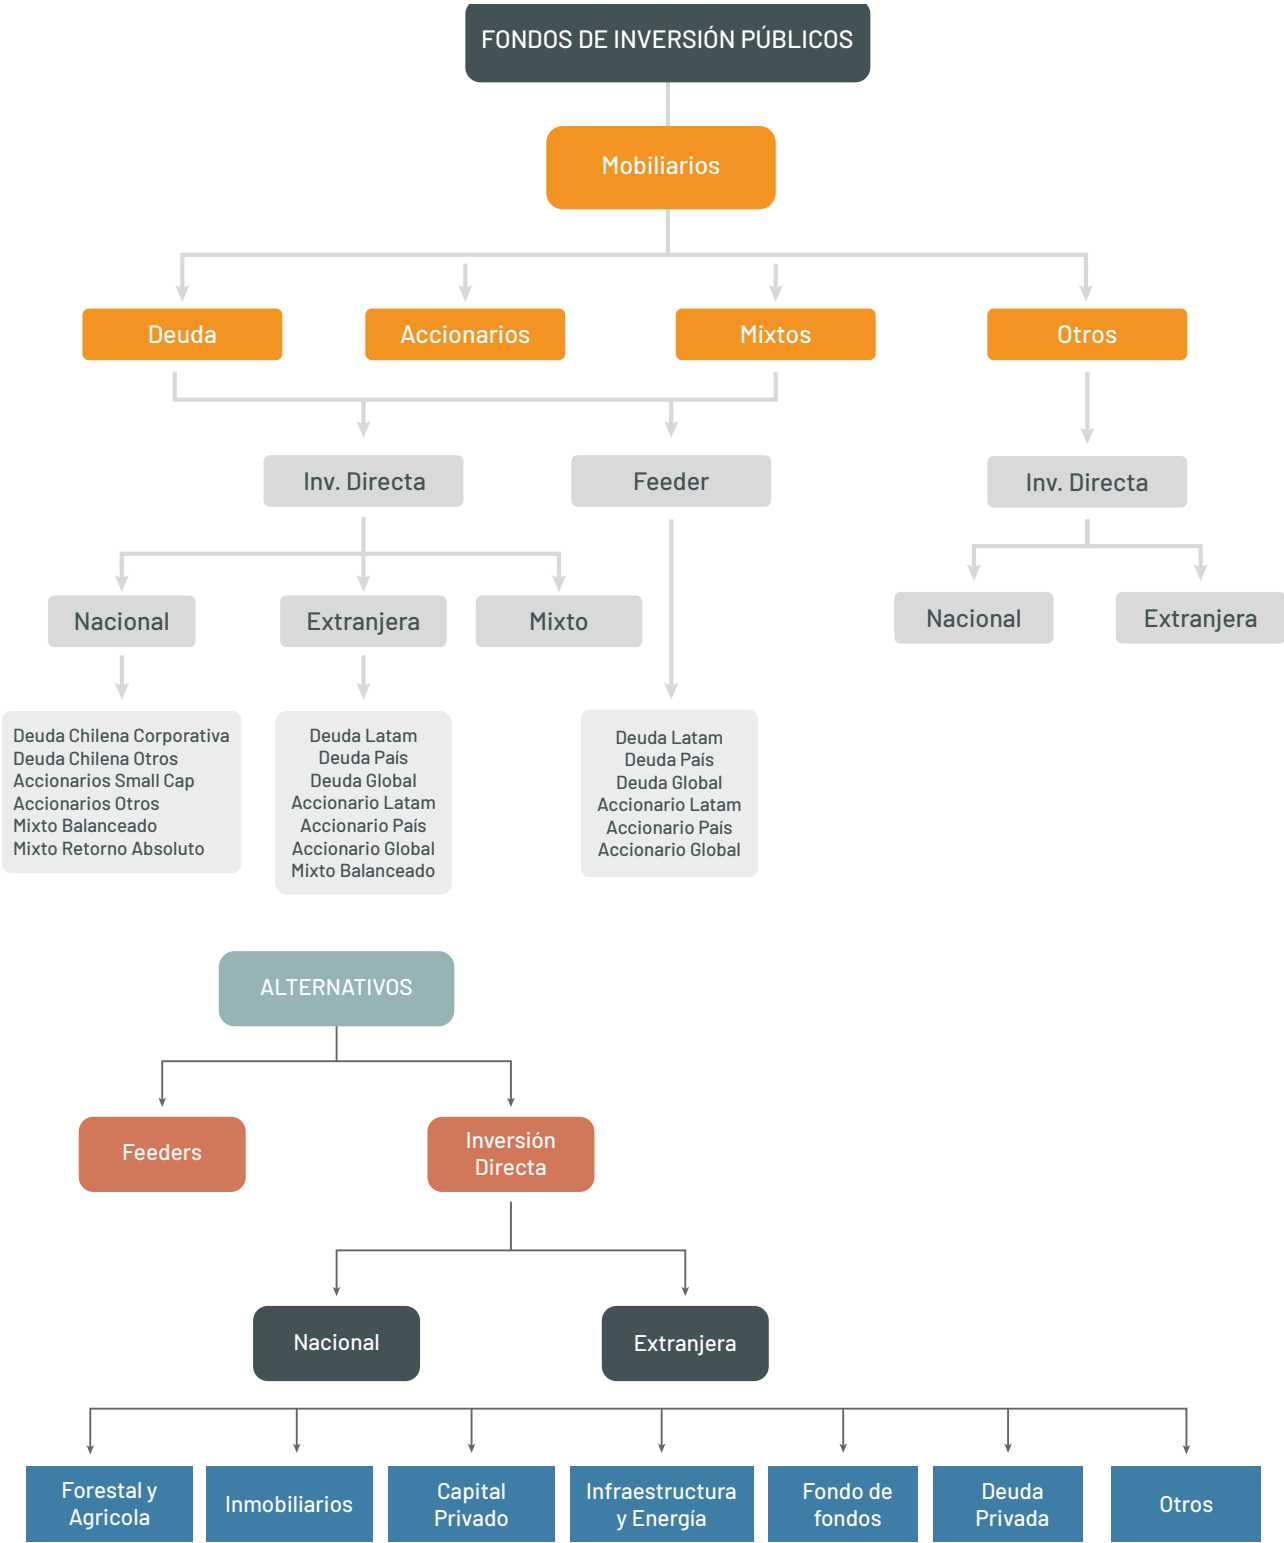 FONDOS DE INVERSIÓN PÚBLICOS
Mobiliarios
Deuda
Accionarios
Mixtos
Otros
Inv. Directa
Feeder
Inv. Directa
Nacional
Extranjera
Mixto
Nacional
Extranjera
Deuda Chilena Corporativa
Deuda Chilena Otros
Accionarios Small Cap
Accionarios Otros
Mixto Balanceado
Mixto Retorno Absoluto
Deuda Latam
Deuda País
Deuda Global
Accionario Latam
Accionario País
Accionario Global
Mixto Balanceado
Deuda Latam
Deuda País
Deuda Global
Accionario Latam
Accionario País
Accionario Global
ALTERNATIVOS
Feeders
Inversión
Directa
Nacional
Extranjera
Forestal y
Agricola
Inmobiliarios
Capital
Privado
Infraestructura
y Energía
Fondo de
fondos
Deuda
Privada
Otros